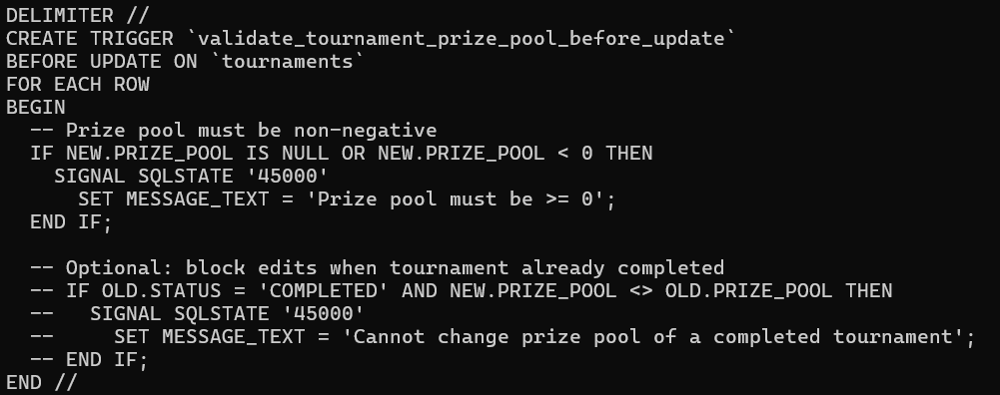 DELIMITER //
CREATE TRIGGER `validate_tournament_prize_pool_before_update`
BEFORE UPDATE ON `tournaments`
FOR EACH ROW
BEGIN
  -- Prize pool must be non-negative
  IF NEW.PRIZE_POOL IS NULL OR NEW.PRIZE_POOL < 0 THEN
    SIGNAL SQLSTATE '45000'
      SET MESSAGE_TEXT = 'Prize pool must be >= 0';
  END IF;

  -- Optional: block edits when tournament already completed
  -- IF OLD.STATUS = 'COMPLETED' AND NEW.PRIZE_POOL <> OLD.PRIZE_POOL THEN
  --   SIGNAL SQLSTATE '45000'
  --     SET MESSAGE_TEXT = 'Cannot change prize pool of a completed tournament';
  -- END IF;
END //